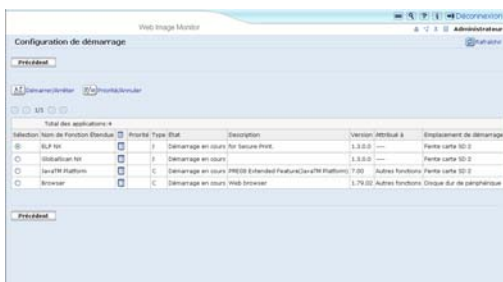 Déconnexion
Web Image Monitor
Administrateur
Configuration de démarrage
Rafraîchir
Précédent
Démarrer/Arrêter Priorité/Annuler
1/1
Total des applications:4
Sélection Nom de Fonction Étendue Priorité Type État Description Version Attribué à Emplacement de démarrage
ELP NX J Démarrage en cours for Secure Print. 1.3.0.0 ---- Fente carte SD 2
GlobalScan NX J Démarrage en cours 1.3.0.0 ---- Fente carte SD 2
JavaTM Platform C Démarrage en cours Extended Feature(JavaTM Platform) 7.00 Autres fonctions Fente carte SD 2
Browser C Démarrage en cours Web browser 1.79.02 Autres fonctions Disque dur de périphérique
Précédent